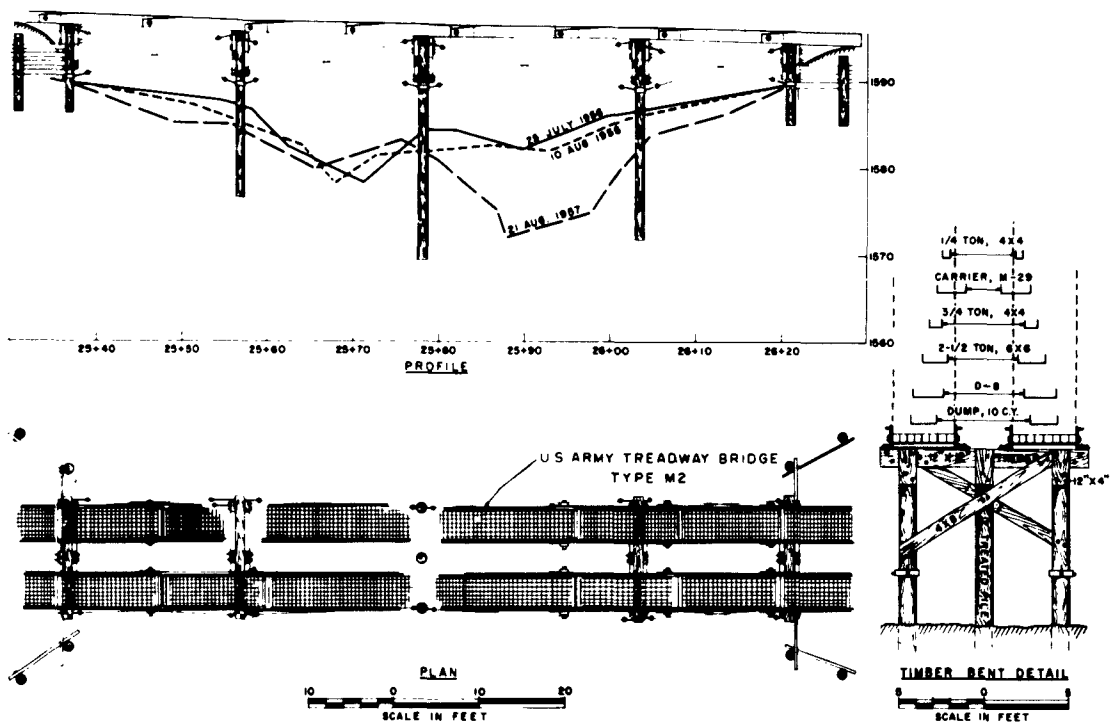 1590
1580
1570
1560
28 JULY 1956
10 AUG 1956
21 AUG. 1957
25+40 25+50 25+60 25+70 25+80 25+90 26+00 26+10 26+20
PROFILE
1/4 TON, 4X4
CARRIER, M-29
3/4 TON, 4X4
2-1/2 TON, 6X6
D-8
DUMP, 10 C.Y.
U S ARMY TREADWAY BRIDGE
TYPE M2
PLAN
10 0 10 20
SCALE IN FEET
12"X4"
TREATED
TIMBER BENT DETAIL
5 0 5
SCALE IN FEET